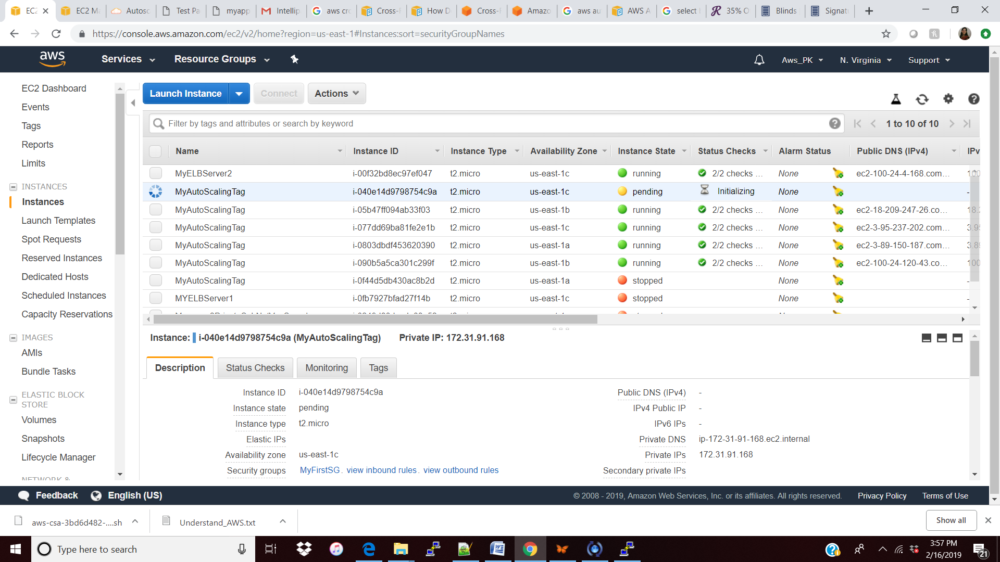 EC2
EC2 Ma
Autosc
Test Pa
myapp
Intellip
aws cro
Cross-
How D
Cross-
Amazo
aws au
AWS A
select
35% O
Blinds
Signat
https://console.aws.amazon.com/ec2/v2/home?region=us-east-1#Instances:sort=securityGroupNames
aws
Services
Resource Groups
Aws_PK
N. Virginia
Support
EC2 Dashboard
Events
Tags
Reports
Limits
INSTANCES
Instances
Launch Templates
Spot Requests
Reserved Instances
Dedicated Hosts
Scheduled Instances
Capacity Reservations
IMAGES
AMIs
Bundle Tasks
ELASTIC BLOCK
STORE
Volumes
Snapshots
Lifecycle Manager
NETWORK &
Launch Instance
Connect
Actions
Filter by tags and attributes or search by keyword
1 to 10 of 10
Name Instance ID Instance Type Availability Zone Instance State Status Checks Alarm Status Public DNS (IPv4) IPv
MyELBServer2 i-00f32bd8ec97ef047 t2.micro us-east-1c running 2/2 checks ... None ec2-100-24-4-168.com... 100
MyAutoScalingTag i-040e14d9798754c9a t2.micro us-east-1c pending Initializing None -
MyAutoScalingTag i-05b47ff094ab33f03 t2.micro us-east-1b running 2/2 checks ... None ec2-18-209-247-26.co... 18.2
MyAutoScalingTag i-077dd69ba81fe2e1b t2.micro us-east-1c running 2/2 checks ... None ec2-3-95-237-202.com... 3.95
MyAutoScalingTag i-0803dbdf453620390 t2.micro us-east-1a running 2/2 checks ... None ec2-3-89-150-187.com... 3.89
MyAutoScalingTag i-090b5a5ca301c299f t2.micro us-east-1b running 2/2 checks ... None ec2-100-24-120-43.co... 100
MyAutoScalingTag i-0f44d5db430ac8b2d t2.micro us-east-1a stopped None -
MYELBServer1 i-0fb7927bfad27f14b t2.micro us-east-1c stopped None -
Instance: i-040e14d9798754c9a (MyAutoScalingTag) Private IP: 172.31.91.168
Description
Status Checks
Monitoring
Tags
Instance ID i-040e14d9798754c9a
Instance state pending
Instance type t2.micro
Elastic IPs
Availability zone us-east-1c
Security groups MyFirstSG. view inbound rules. view outbound rules
Public DNS (IPv4) -
IPv4 Public IP -
IPv6 IPs -
Private DNS ip-172-31-91-168.ec2.internal
Private IPs 172.31.91.168
Secondary private IPs
Feedback
English (US)
© 2008 - 2019, Amazon Web Services, Inc. or its affiliates. All rights reserved.
Privacy Policy
Terms of Use
aws-csa-3bd6d482-....sh
Understand_AWS.txt
Show all
Type here to search
3:57 PM
2/16/2019
21